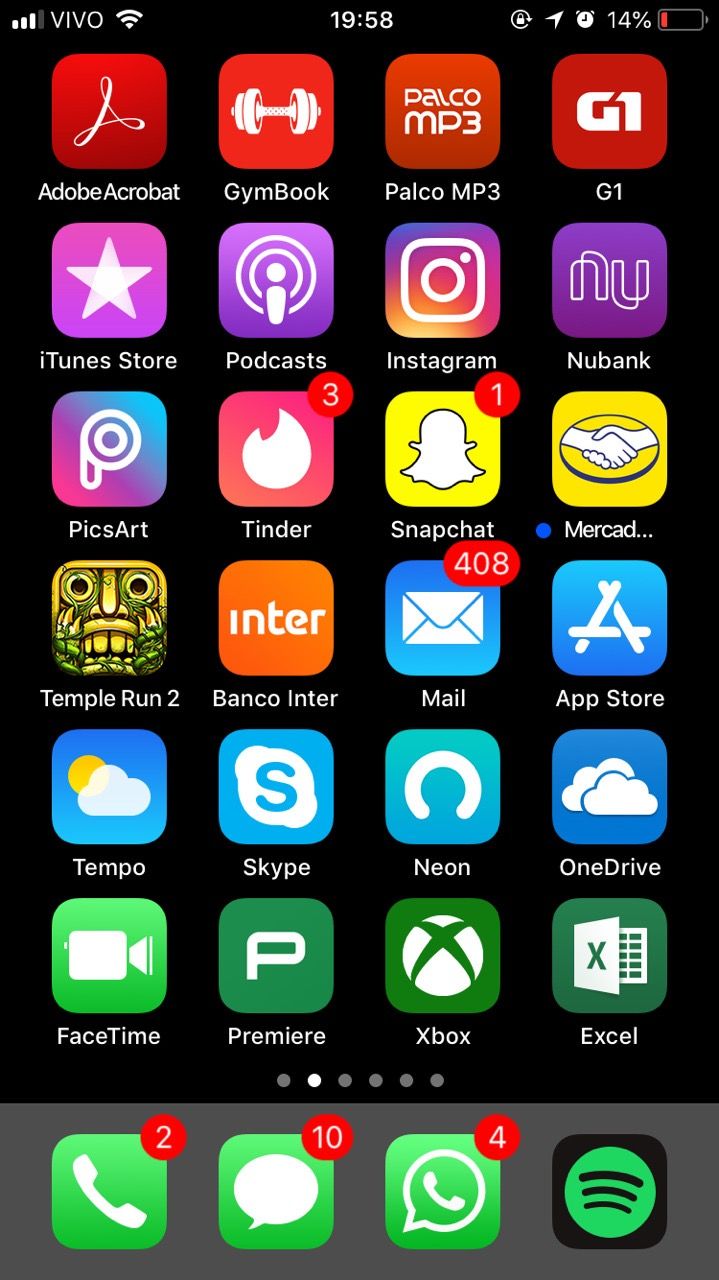 VIVO 19:58 14%
PALCO MP3 G1
AdobeAcrobat GymBook Palco MP3 G1
nu
iTunes Store Podcasts Instagram Nubank
3 1
PicsArt Tinder Snapchat Mercad...
408
inter
Temple Run 2 Banco Inter Mail App Store
S
Tempo Skype Neon OneDrive
P X
FaceTime Premiere Xbox Excel
2 10 4